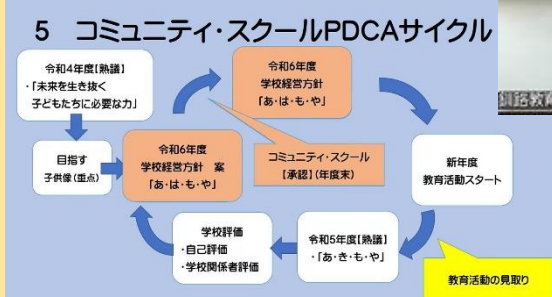 5 コミュニティ・スクールPDCAサイクル
令和4年度【熟議】
・「未来を生き抜く
子どもたちに必要な力」
目指す
子供像(重点)
令和6年度
学校経営方針 案
「あ・は・も・や」
令和6年度
学校経営方針
「あ・は・も・や」
コミュニティ・スクール
【承認】(年度末)
新年度
教育活動スタート
教育活動の見取り
令和5年度【熟議】
・「あ・き・も・や」
学校評価
・自己評価
・学校関係者評価
釧路教育